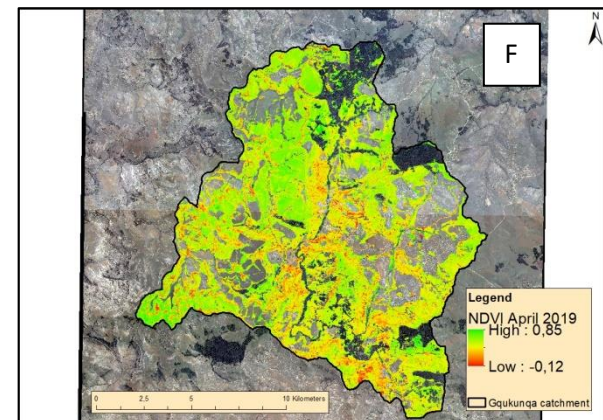 N
F
Legend
NDVI April 2019
High : 0,85
Low : -0,12
Gqukunqa catchment
0 2,5 5 10 Kilometers